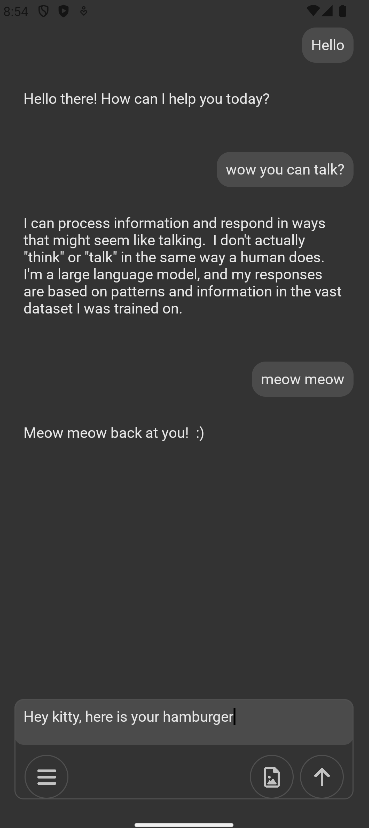 8:54
Hello
Hello there! How can I help you today?
wow you can talk?
I can process information and respond in ways
that might seem like talking.  I don't actually
"think" or "talk" in the same way a human does.
I'm a large language model, and my responses
are based on patterns and information in the vast
dataset I was trained on.
meow meow
Meow meow back at you!  :)
Hey kitty, here is your hamburger